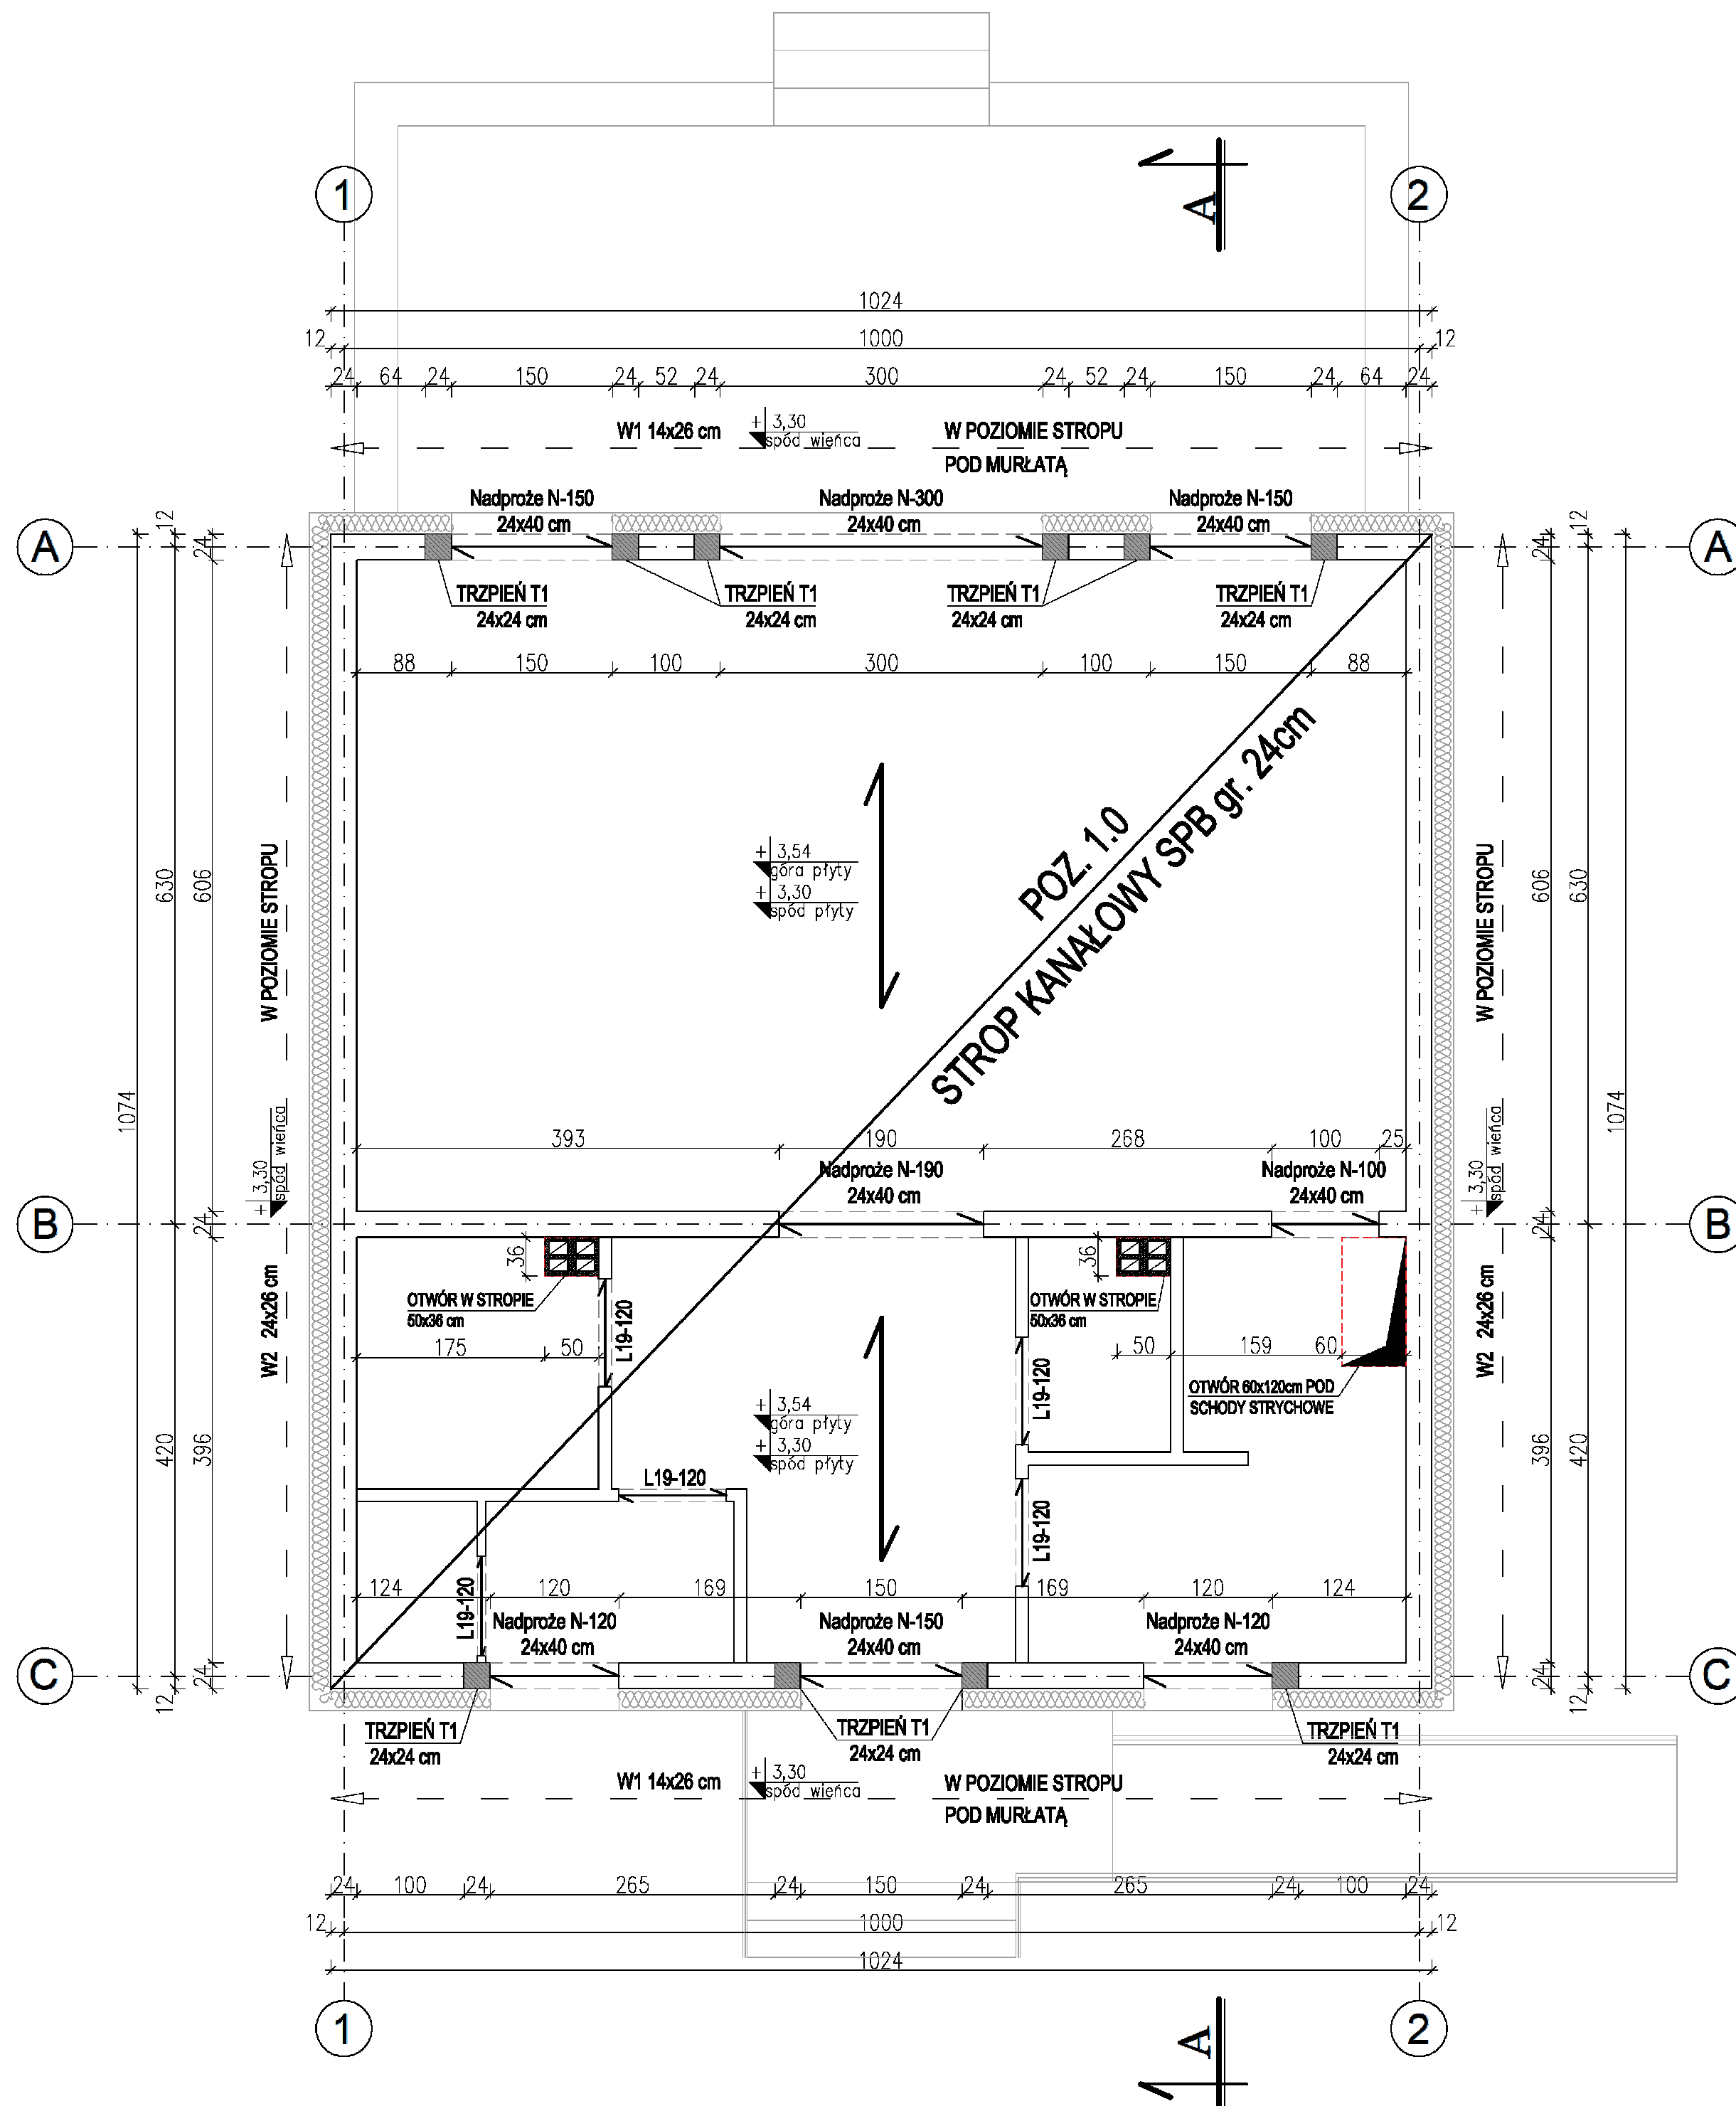 A
1
2
1024
12 1000 12
24 64 24 150 24 52 24 300 24 52 24 150 24 64 24
W1 14x26 cm
+ 3,30
spód wieńca
W POZIOMIE STROPU
POD MURŁATĄ
Nadproże N-150
24x40 cm
Nadproże N-300
24x40 cm
Nadproże N-150
24x40 cm
A
12
24
12
24
A
TRZPIEŃ T1
24x24 cm
TRZPIEŃ T1
24x24 cm
TRZPIEŃ T1
24x24 cm
TRZPIEŃ T1
24x24 cm
88 150 100 300 100 150 88
POZ. 1.0
STROP KANAŁOWY SPB gr. 24cm
+ 3,54
góra płyty
+ 3,30
spód płyty
1074
630
606
W POZIOMIE STROPU
W POZIOMIE STROPU
606
630
1074
+ 3,30
spód wieńca
+ 3,30
spód wieńca
393 190 268 100 25
Nadproże N-190
24x40 cm
Nadproże N-100
24x40 cm
B
24
24
B
36
OTWÓR W STROPIE
50x36 cm
175 50
L19-120
36
OTWÓR W STROPIE
50x36 cm
50 159 60
L19-120
OTWÓR 60x120cm POD
SCHODY STRYCHOWE
W2 24x26 cm
W2 24x26 cm
420
396
396
420
+ 3,54
góra płyty
+ 3,30
spód płyty
L19-120
L19-120
L19-120
124 120 169 150 169 120 124
Nadproże N-120
24x40 cm
Nadproże N-150
24x40 cm
Nadproże N-120
24x40 cm
C
24
12
24
12
C
TRZPIEŃ T1
24x24 cm
TRZPIEŃ T1
24x24 cm
TRZPIEŃ T1
24x24 cm
W1 14x26 cm
+ 3,30
spód wieńca
W POZIOMIE STROPU
POD MURŁATĄ
24 100 24 265 24 150 24 265 24 100 24
12 1000 12
1024
1
2
A